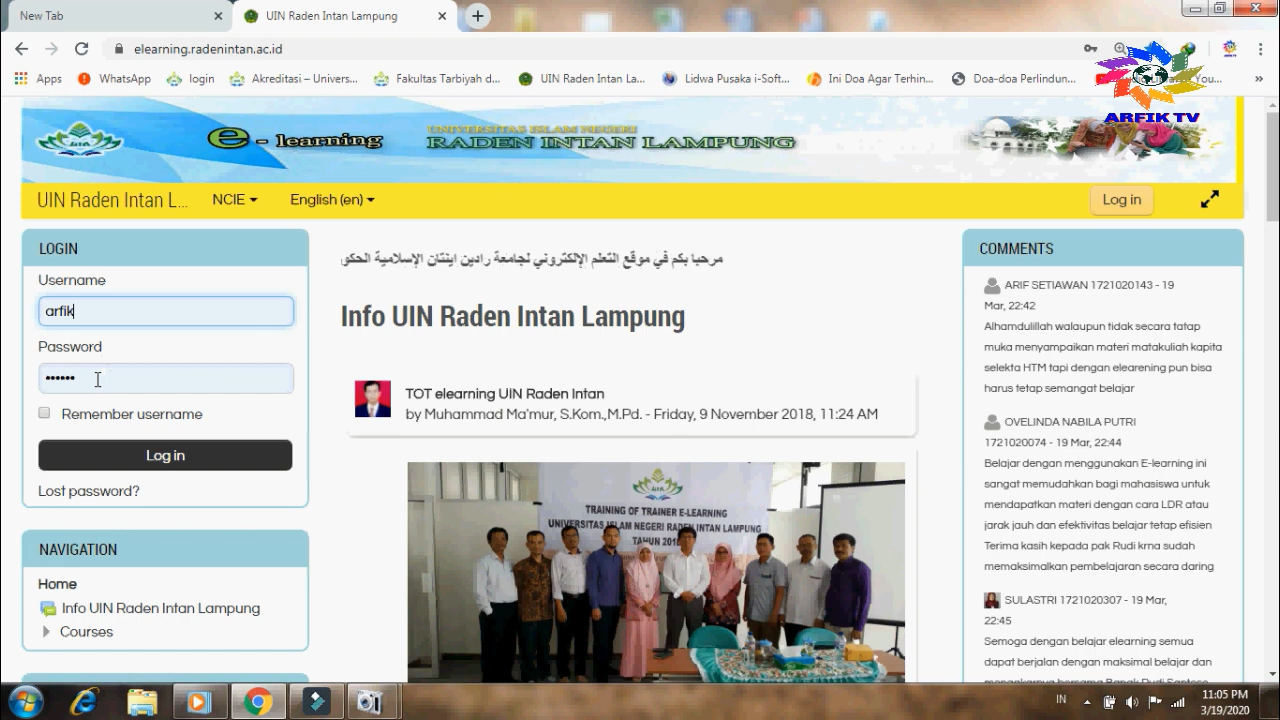 New Tab
UIN Raden Intan Lampung
elearning.radenintan.ac.id
Apps
WhatsApp
login
Akreditasi – Univers...
Fakultas Tarbiyah d...
UIN Raden Intan La...
Lidwa Pusaka i-Soft...
Ini Doa Agar Terhin...
Doa-doa Perlindun...
You...
»
ARFIK TV
e - learning
UNIVERSITAS ISLAM NEGERI
RADEN INTAN LAMPUNG
UIN Raden Intan L...
NCIE
English (en)
Log in
LOGIN
Username
arfik
Password
••••••
Remember username
Log in
Lost password?
NAVIGATION
Home
Info UIN Raden Intan Lampung
Courses
مرحبا بكم في موقع التعلم الإلكتروني لجامعة رادين اينتان الإسلامية الحكو
Info UIN Raden Intan Lampung
TOT elearning UIN Raden Intan
by Muhammad Ma'mur, S.Kom.,M.Pd. - Friday, 9 November 2018, 11:24 AM
TRAINING OF TRAINER E-LEARNING
UNIVERSITAS ISLAM NEGERI RADEN INTAN LAMPUNG
TAHUN 2018
COMMENTS
ARIF SETIAWAN 1721020143 - 19
Mar, 22:42
Alhamdulillah walaupun tidak secara tatap
muka menyampaikan materi matakuliah kapita
selekta HTM tapi dengan elearening pun bisa
harus tetap semangat belajar
OVELINDA NABILA PUTRI
1721020074 - 19 Mar, 22:44
Belajar dengan menggunakan E-learning ini
sangat memudahkan bagi mahasiswa untuk
mendapatkan materi dengan cara LDR atau
jarak jauh dan efektivitas belajar tetap efisien
Terima kasih kepada pak Rudi krna sudah
memaksimalkan pembelajaran secara daring
SULASTRI 1721020307 - 19 Mar,
22:45
Semoga dengan belajar elearning semua
dapat berjalan dengan maksimal belajar dan
IN
11:05 PM
3/19/2020